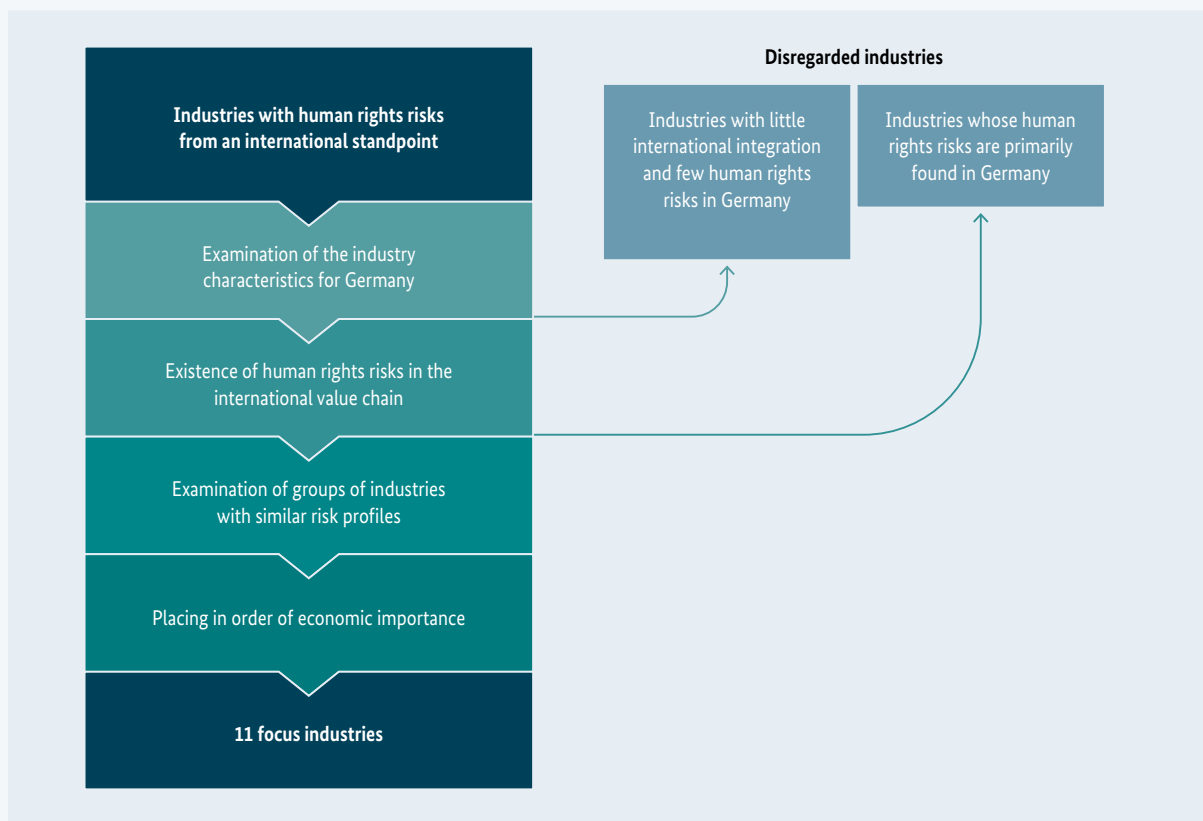 Industries with human rights risks
from an international standpoint
Examination of the industry
characteristics for Germany
Existence of human rights risks in the
international value chain
Examination of groups of industries
with similar risk profiles
Placing in order of economic importance
11 focus industries
Disregarded industries
Industries with little
international integration
and few human rights
risks in Germany
Industries whose human
rights risks are primarily
found in Germany